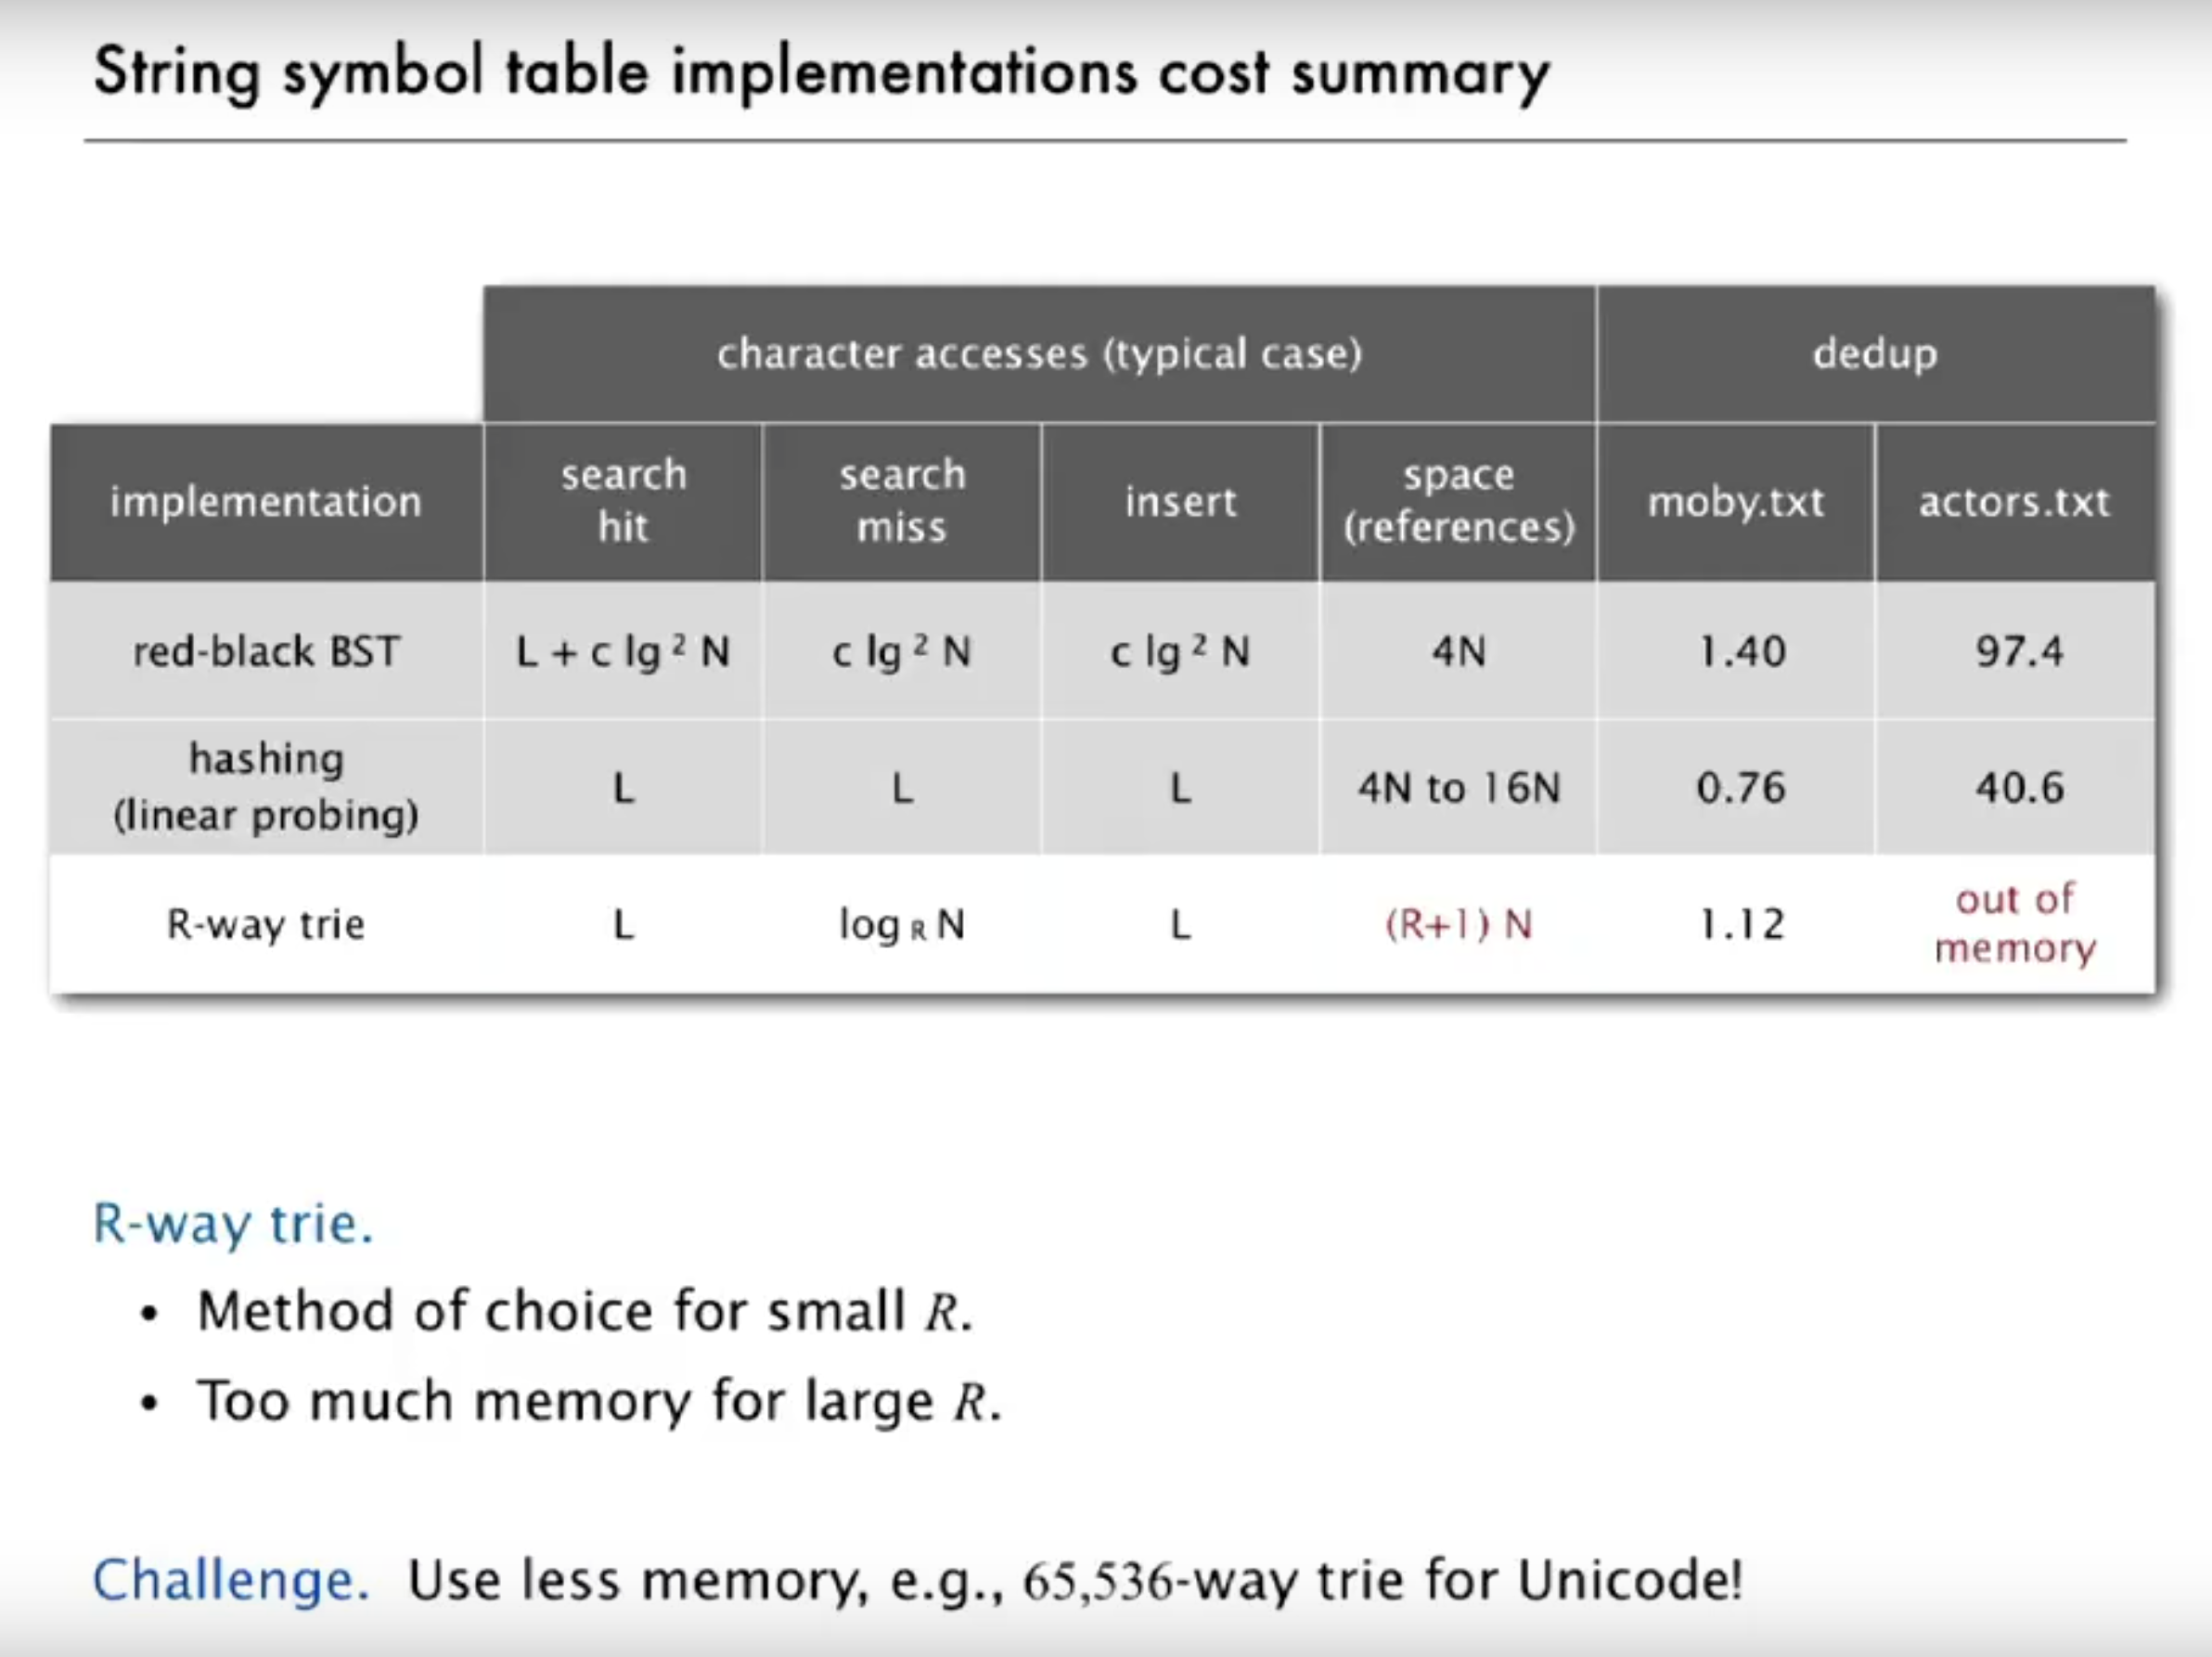 String symbol table implementations cost summary
character accesses (typical case) dedup
implementation search hit search miss insert space (references) moby.txt actors.txt
red-black BST L + c lg ² N c lg ² N c lg ² N 4N 1.40 97.4
hashing (linear probing) L L L 4N to 16N 0.76 40.6
R-way trie L log R N L (R+1) N 1.12 out of memory
R-way trie.
• Method of choice for small R.
• Too much memory for large R.
Challenge. Use less memory, e.g., 65,536-way trie for Unicode!